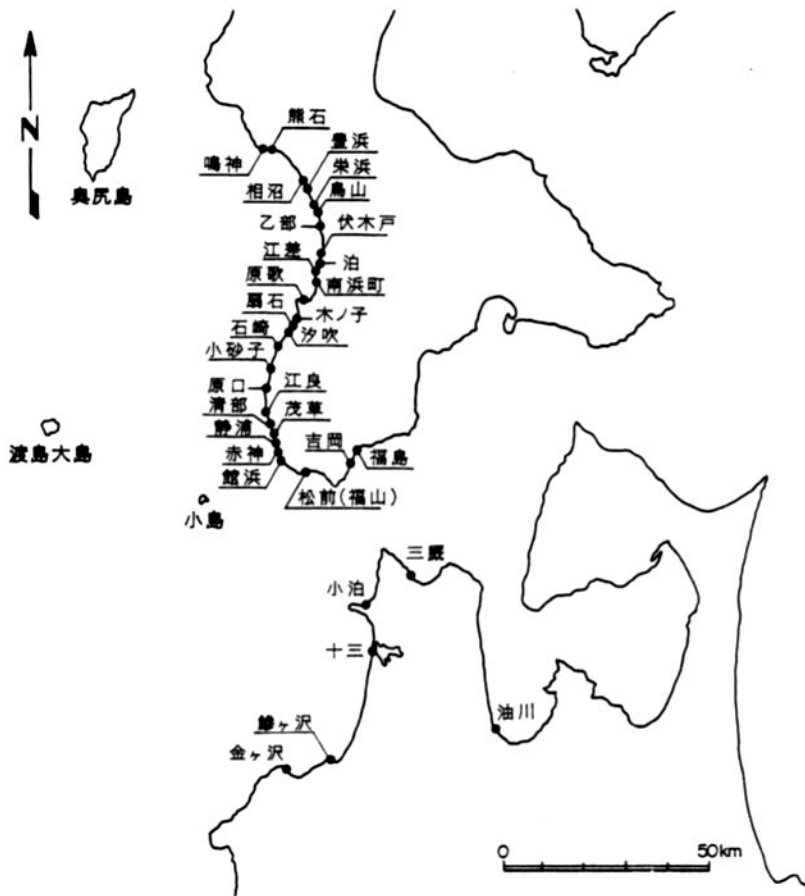 N
奥尻島
熊石
鳴神
豊浜
相沼
栄浜
鳥山
乙部
伏木戸
江差
泊
原歌
南浜町
扇石
木ノ子
石崎
汐吹
小砂子
原口
江良
清部
茂草
静浦
赤神
吉岡
福島
館浜
松前(福山)
渡島大島
小島
三厩
小泊
十三
油川
鰺ヶ沢
金ヶ沢
0
50km